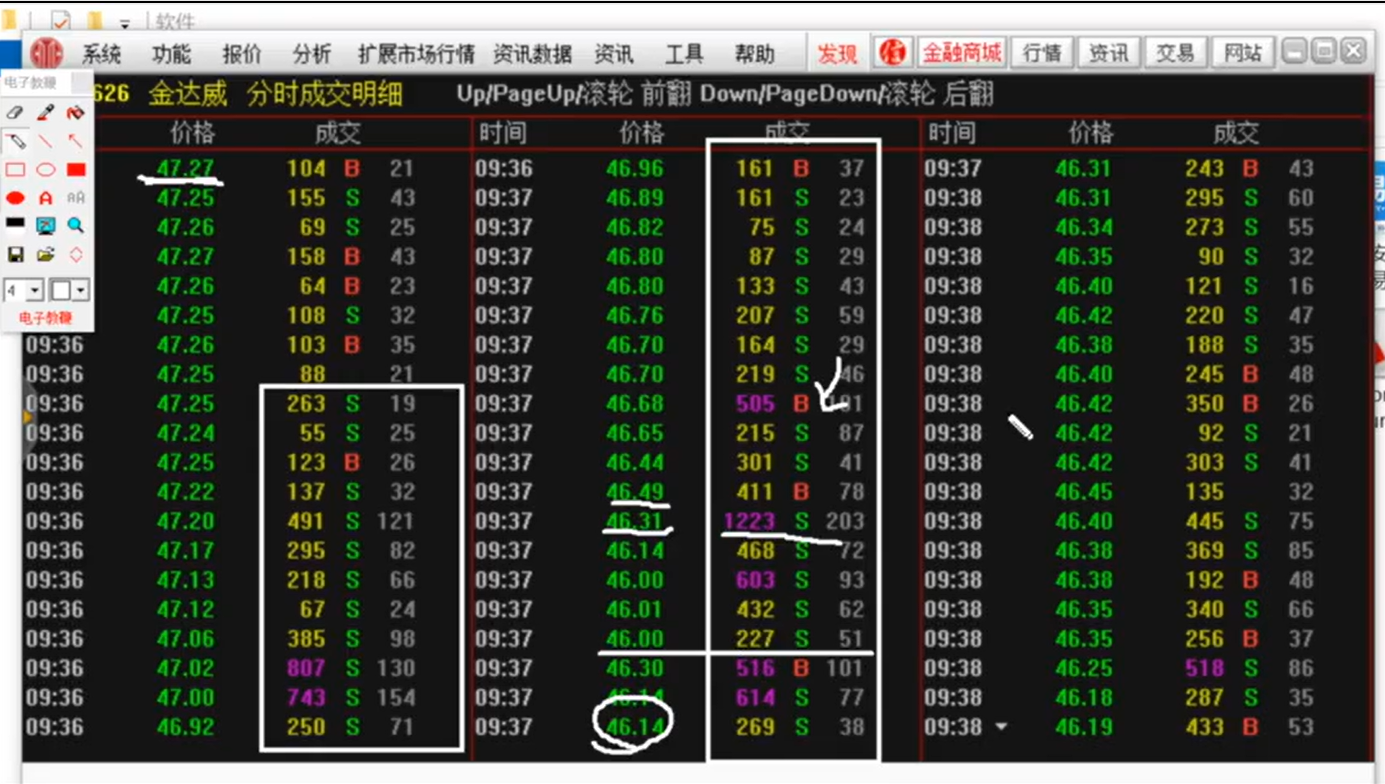 软件
系统 功能 报价 分析 扩展市场行情 资讯数据 资讯 工具 帮助 发现 信 金融商城 行情 资讯 交易 网站
电子教鞭
626 金达威 分时成交明细 Up/PageUp/滚轮 前翻 Down/PageDown/滚轮 后翻
价格 成交 时间 价格 成交 时间 价格 成交
47.27 104 B 21 09:36 46.96 161 B 37 09:37 46.31 243 B 43
47.25 155 S 43 09:37 46.89 161 S 23 09:38 46.31 295 S 60
47.26 69 S 25 09:37 46.82 75 S 24 09:38 46.34 273 S 55
47.27 158 B 43 09:37 46.80 87 S 29 09:38 46.35 90 S 32
47.26 64 B 23 09:37 46.80 133 S 43 09:38 46.40 121 S 16
4
47.25 108 S 32 09:37 46.76 207 S 59 09:38 46.42 220 S 47
电子教鞭
09:36 47.26 103 B 35 09:37 46.70 164 S 29 09:38 46.38 188 S 35
09:36 47.25 88 21 09:37 46.70 219 S 46 09:38 46.40 245 B 48
09:36 47.25 263 S 19 09:37 46.68 505 B 09:38 46.42 350 B 26
09:36 47.24 55 S 25 09:37 46.65 215 S 87 09:38 46.42 92 S 21
09:36 47.25 123 B 26 09:37 46.44 301 S 41 09:38 46.42 303 S 41
09:36 47.22 137 S 32 09:37 46.49 411 B 78 09:38 46.45 135 32
09:36 47.20 491 S 121 09:37 46.31 1223 S 203 09:38 46.40 445 S 75
09:36 47.17 295 S 82 09:37 46.14 468 S 72 09:38 46.38 369 S 85
09:36 47.13 218 S 66 09:37 46.00 603 S 93 09:38 46.38 192 B 48
09:36 47.12 67 S 24 09:37 46.01 432 S 62 09:38 46.35 340 S 66
09:36 47.06 385 S 98 09:37 46.00 227 S 51 09:38 46.35 256 B 37
09:36 47.02 807 S 130 09:37 46.30 516 B 101 09:38 46.25 518 S 86
09:36 47.00 743 S 154 09:37 46.14 614 S 77 09:38 46.18 287 S 35
09:36 46.92 250 S 71 09:37 46.14 269 S 38 09:38 46.19 433 B 53